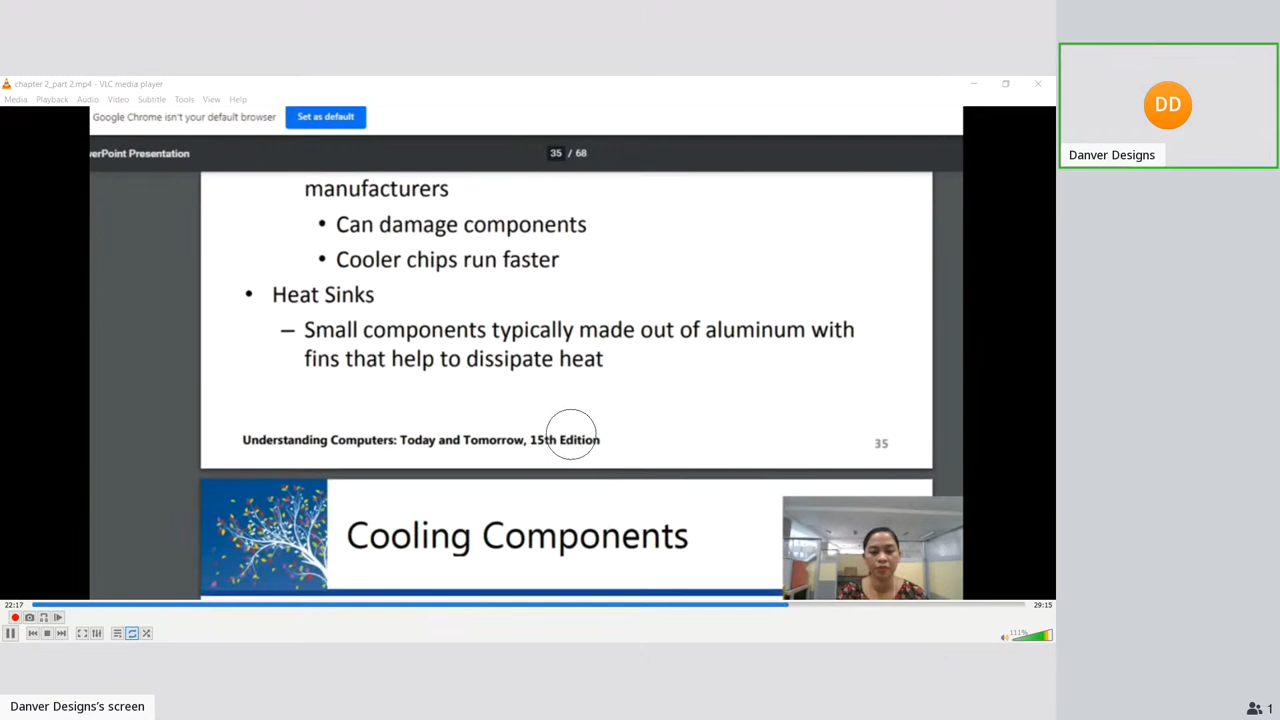 chapter 2_part 2.mp4 - VLC media player
Media Playback Audio Video Subtitle Tools View Help
Google Chrome isn't your default browser Set as default
verPoint Presentation 35 / 68
manufacturers
• Can damage components
• Cooler chips run faster
• Heat Sinks
– Small components typically made out of aluminum with
fins that help to dissipate heat
Understanding Computers: Today and Tomorrow, 15th Edition 35
Cooling Components
22:17 29:15
111%
DD
Danver Designs
Danver Designs's screen
1